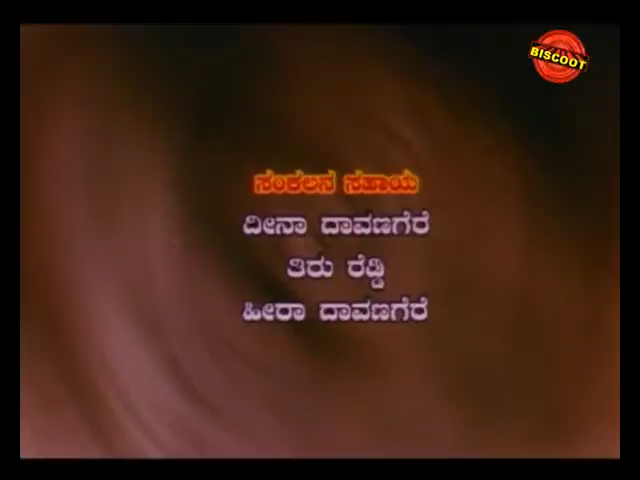 BISCOOT
ಸಂಕಲನ ಸಹಾಯ
ದೀನಾ ದಾವಣಗೆರೆ
ತಿರು ರೆಡ್ಡಿ
ಹೀರಾ ದಾವಣಗೆರೆ